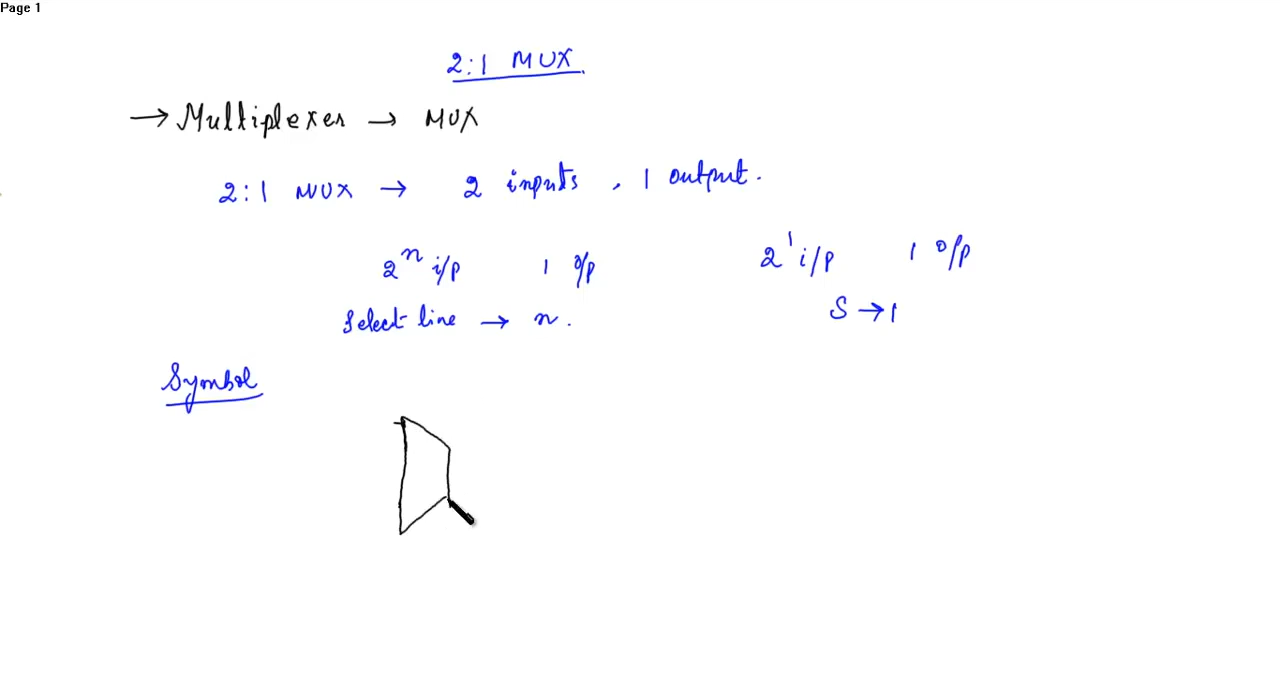 Page 1
2:1 MUX.
→ Multiplexer → MUX
2:1 MUX → 2 inputs, 1 output.
2^n i/p 1 o/p 2^1 i/p 1 o/p
Select line → n. S → 1
Symbol